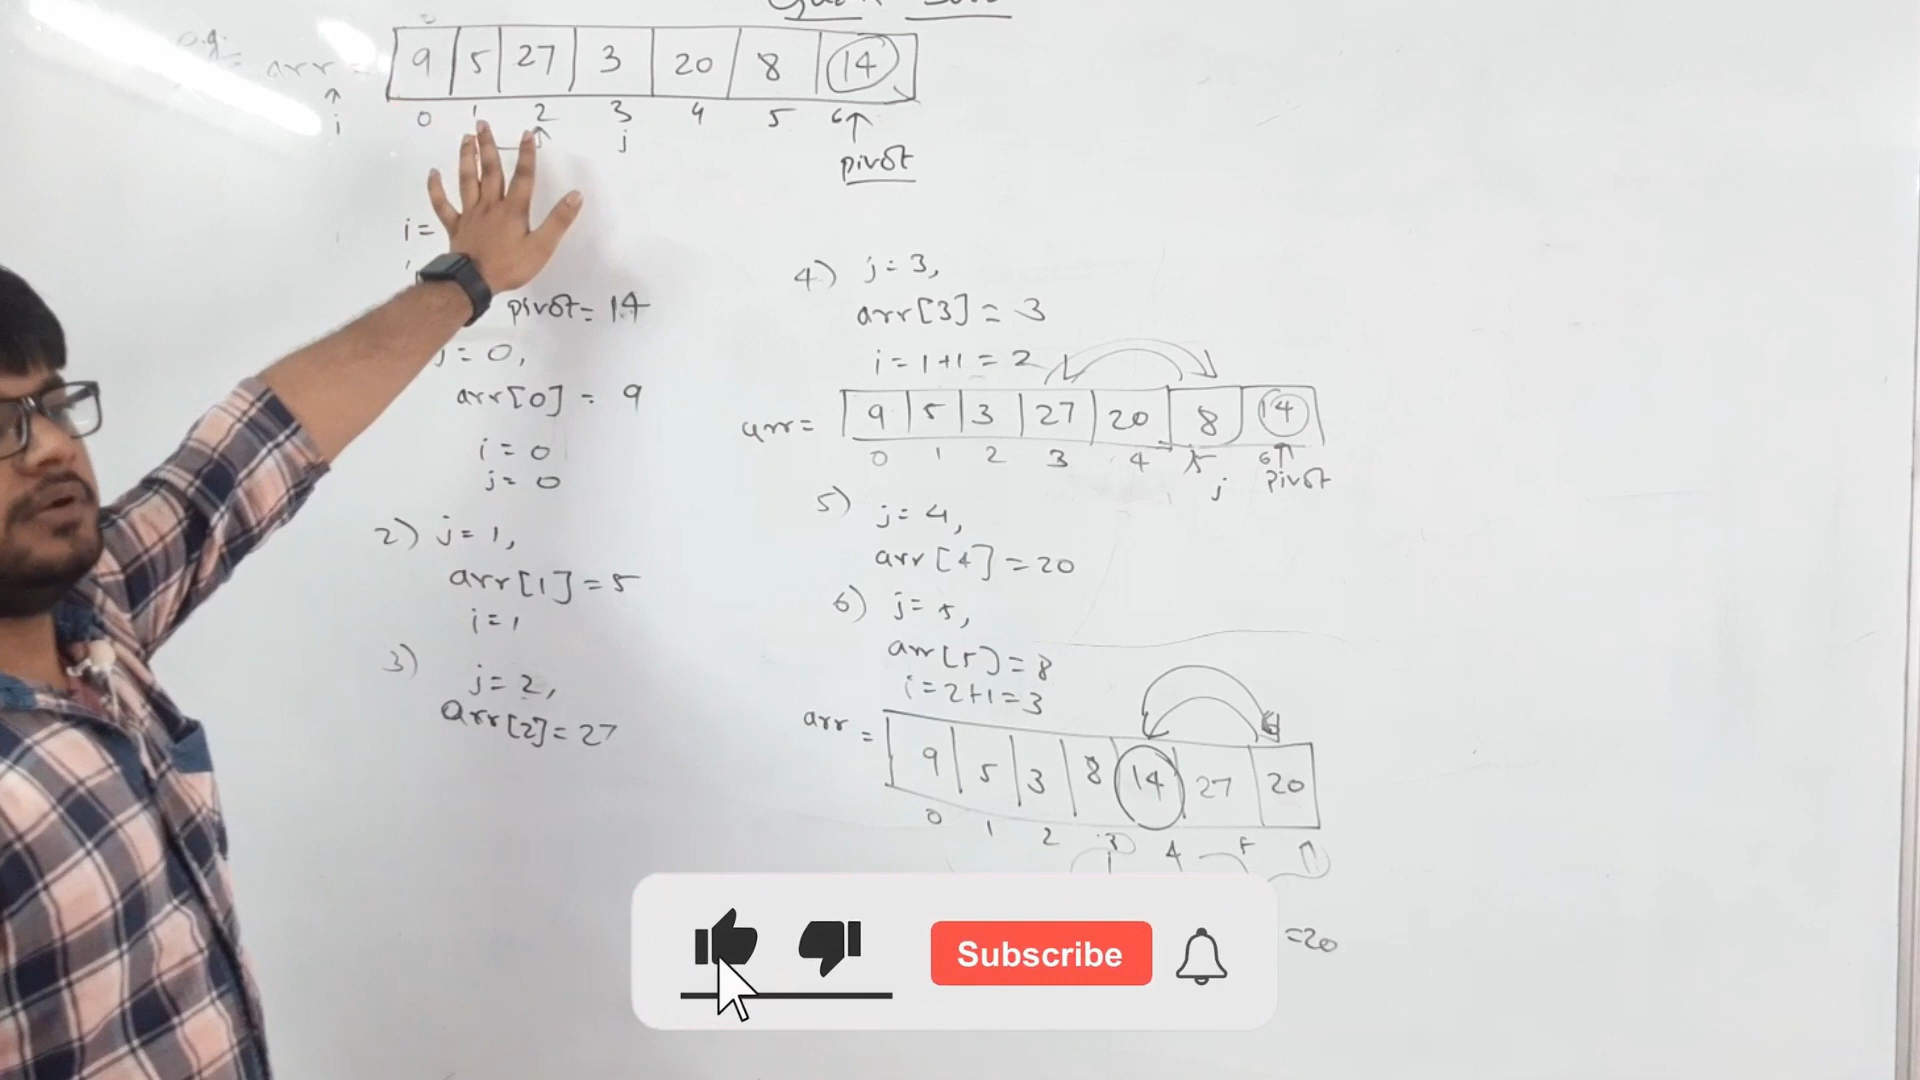 e.g.
arr = 9 5 27 3 20 8 14
i 0 1 2 3 4 5 6
j
pivot
i =
pivot = 14
j = 0,
arr[0] = 9
i = 0
j = 0
2) j = 1,
arr[1] = 5
i = 1
3) j = 2,
arr[2] = 27
4) j = 3,
arr[3] = 3
i = 1+1 = 2
arr = 9 5 3 27 20 8 14
0 1 2 3 4 5 6
j pivot
5) j = 4,
arr[4] = 20
6) j = 5,
arr[5] = 8
i = 2+1 = 3
arr = 9 5 3 8 14 27 20
0 1 2 3 4 5
i
=20
Subscribe